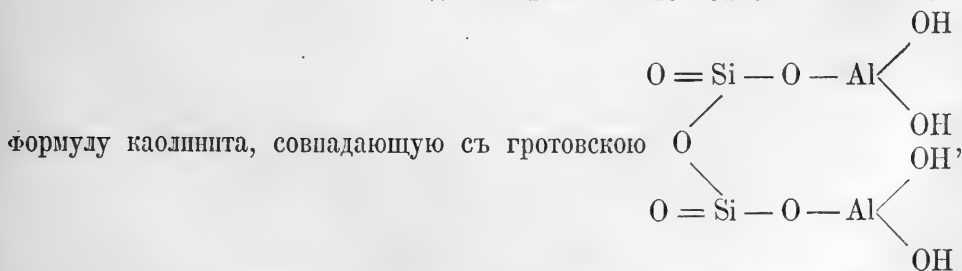 OH
O = Si — O — Al
OH
формулу каолинита, совпадающую съ гротовскою O
OH,
O = Si — O — Al
OH